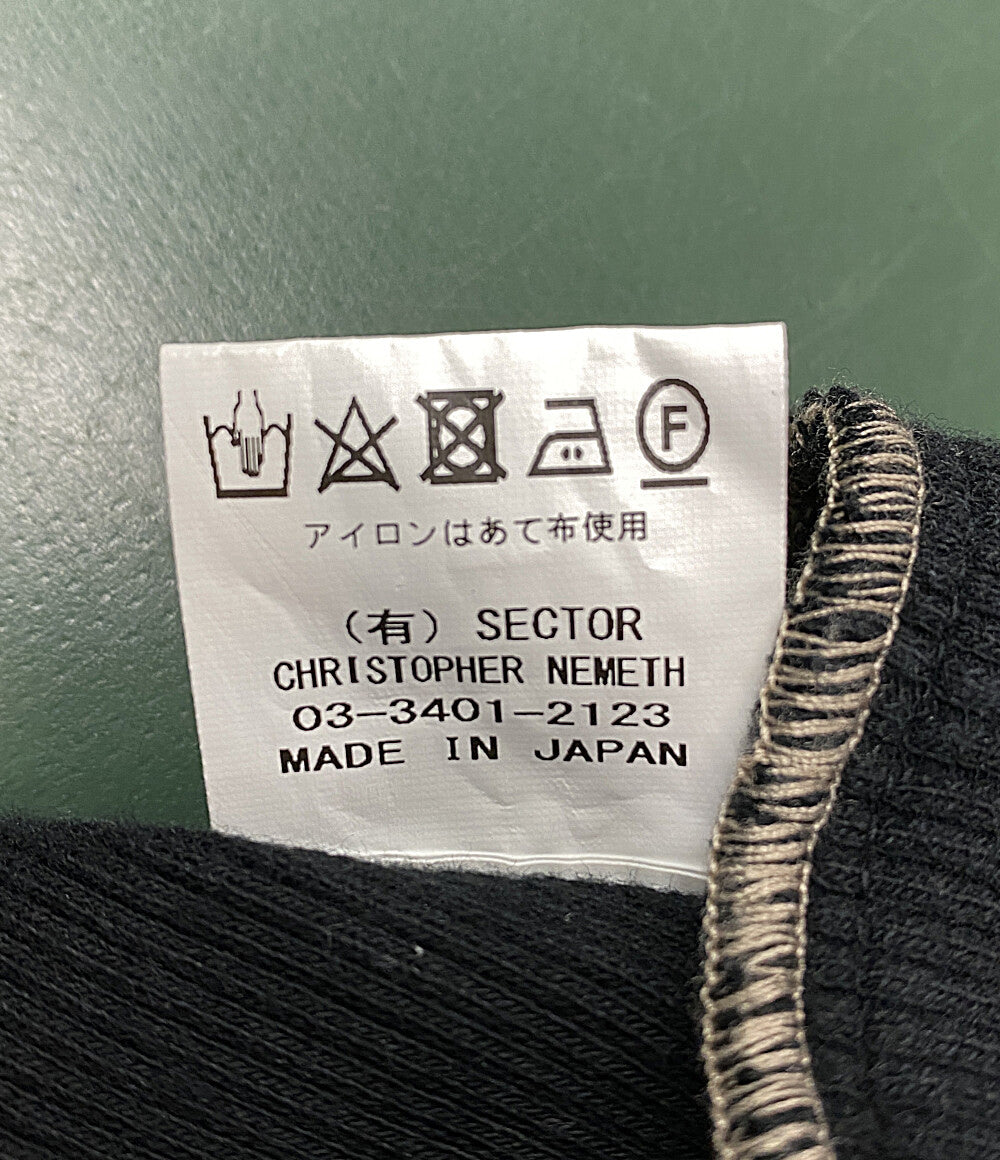 F
アイロンはあて布使用
（有） SECTOR
CHRISTOPHER NEMETH
03-3401-2123
MADE IN JAPAN